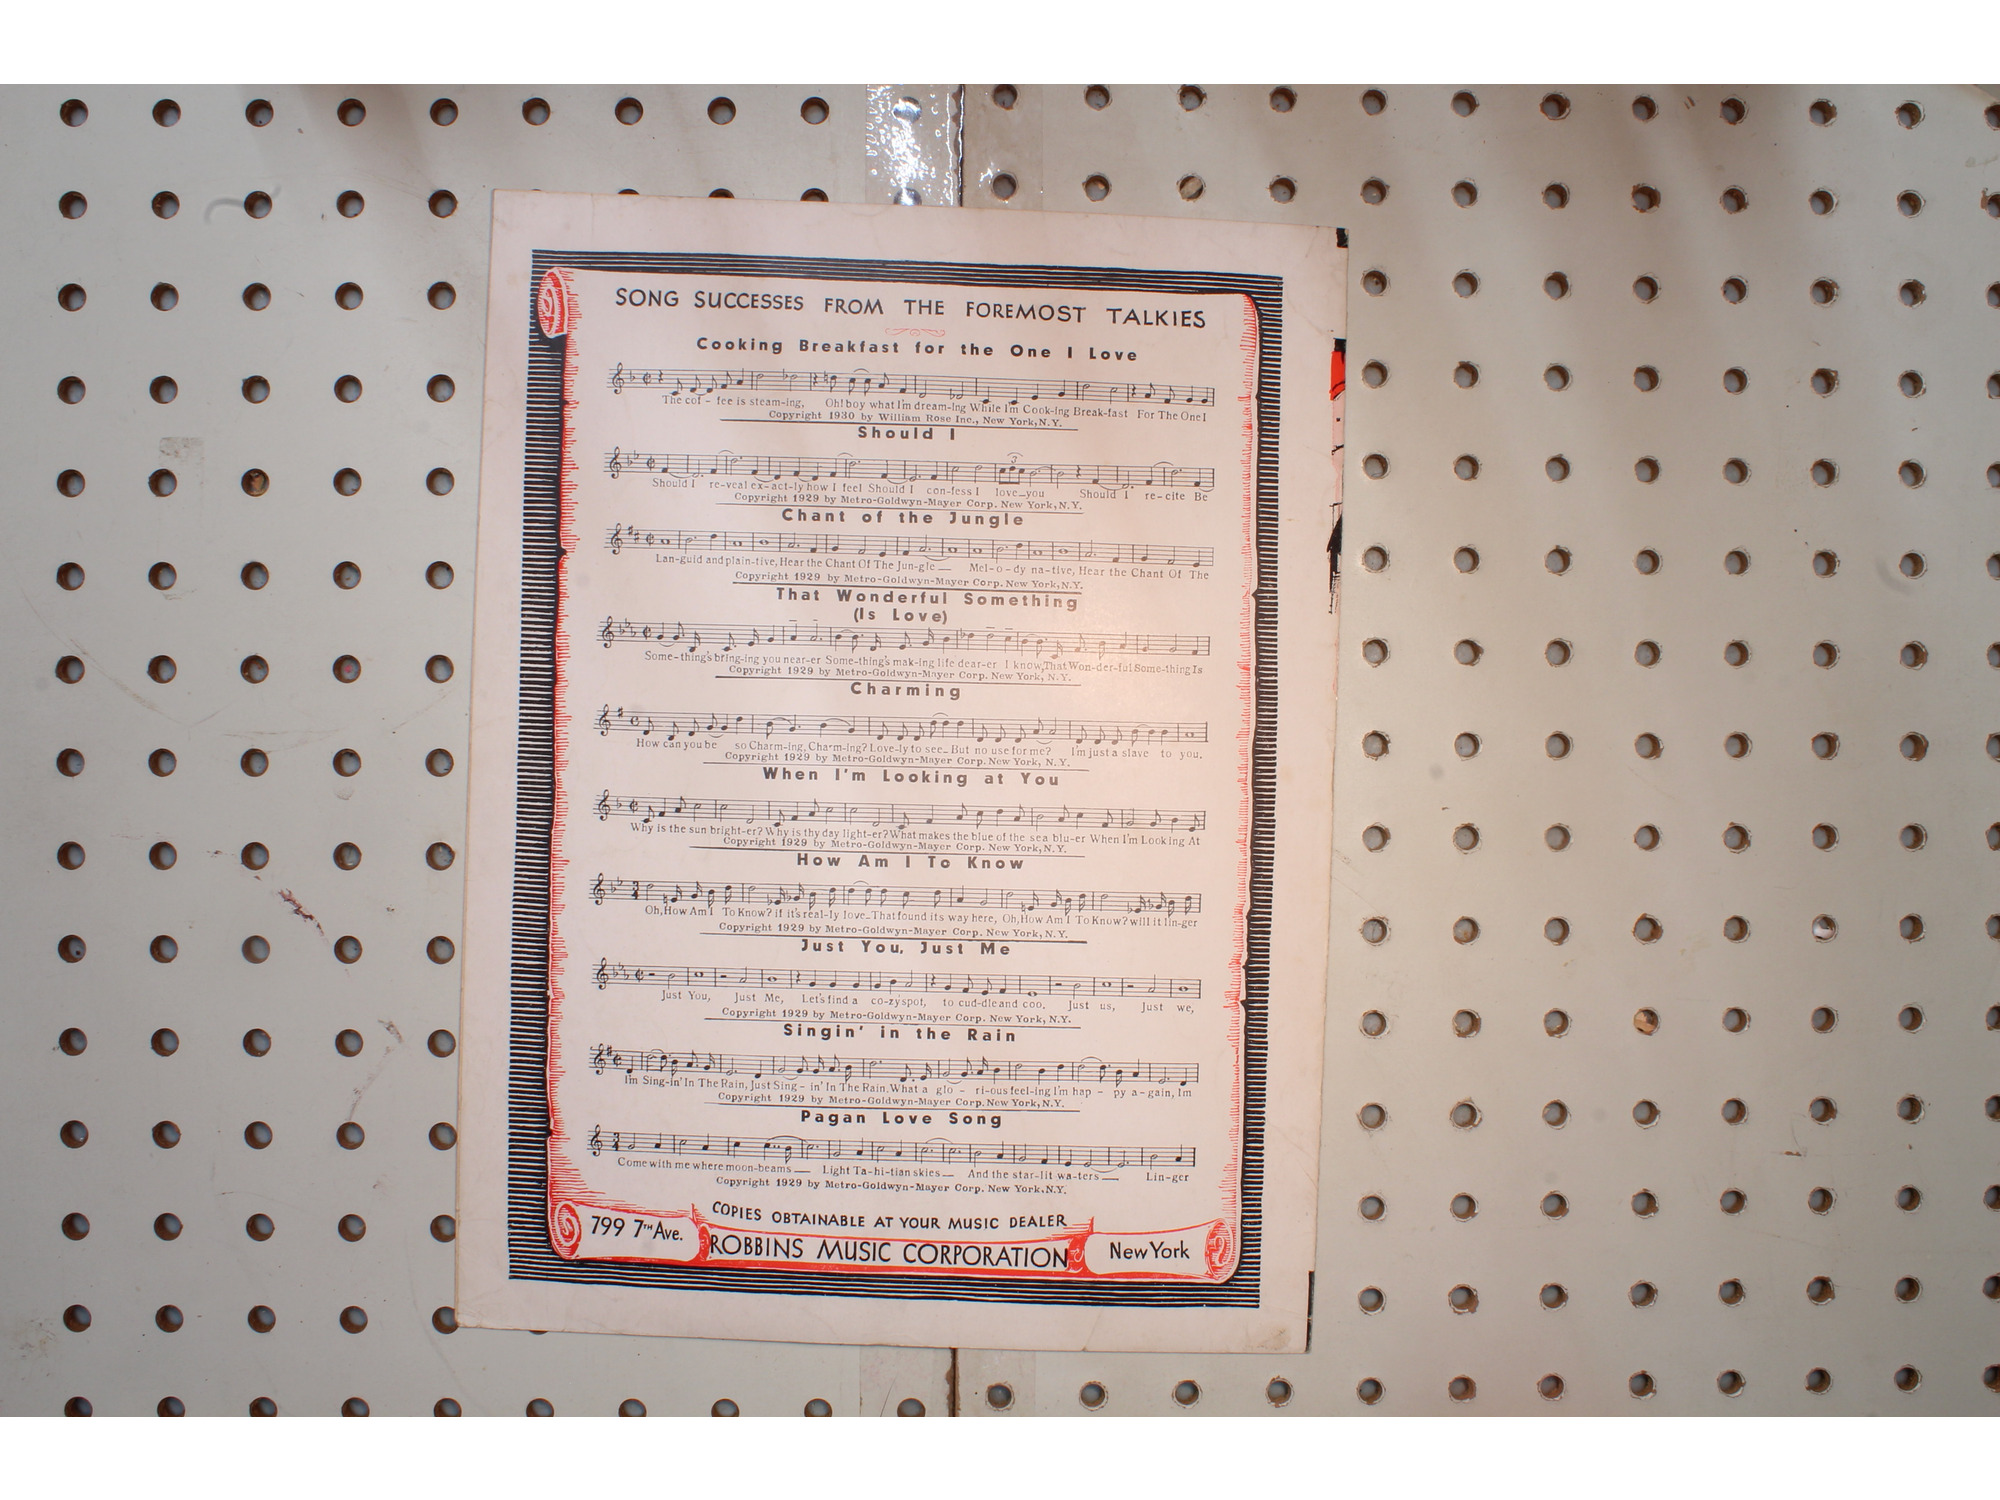 SONG SUCCESSES FROM THE FOREMOST TALKIES
Cooking Breakfast for the One I Love
The cof - fee is steam-ing, Oh! boy what I'm dream-ing While I'm Cook-ing Break-fast For The One I
Copyright 1930 by William Rose Inc., New York, N.Y.
Should I
3
Should I re-veal ex-act-ly how I feel Should I con-fess I love_you Should I re-cite Be
Copyright 1929 by Metro-Goldwyn-Mayer Corp. New York, N.Y.
Chant of the Jungle
Lan-guid and plain-tive, Hear the Chant Of The Jun-gle — Mel-o-dy na-tive, Hear the Chant Of The
Copyright 1929 by Metro-Goldwyn-Mayer Corp. New York, N.Y.
That Wonderful Something
(Is Love)
Some-thing's bring-ing you near-er Some-thing's mak-ing life dear-er I know, That Won-der-ful Some-thing Is
Copyright 1929 by Metro-Goldwyn-Mayer Corp. New York, N.Y.
Charming
How can you be so Charm-ing, Charm-ing? Love-ly to see_ But no use for me? I'm just a slave to you.
Copyright 1929 by Metro-Goldwyn-Mayer Corp. New York, N.Y.
When I'm Looking at You
Why is the sun bright-er? Why is thy day light-er? What makes the blue of the sea blu-er When I'm Looking At
Copyright 1929 by Metro-Goldwyn-Mayer Corp. New York, N.Y.
How Am I To Know
3 4
Oh, How Am I To Know? if it's real-ly love_ That found its way here, Oh, How Am I To Know? will it lin-ger
Copyright 1929 by Metro-Goldwyn-Mayer Corp. New York, N.Y.
Just You, Just Me
Just You, Just Me, Let's find a co-zy spot, to cud-dle and coo. Just us, Just we,
Copyright 1929 by Metro-Goldwyn-Mayer Corp. New York, N.Y.
Singin' in the Rain
I'm Sing-in' In The Rain, Just Sing - in' In The Rain, What a glo - ri-ous feel-ing I'm hap - py a-gain, Im
Copyright 1929 by Metro-Goldwyn-Mayer Corp. New York, N.Y.
Pagan Love Song
3 4
Come with me where moon-beams — Light Ta-hi-tian skies — And the star-lit wa-ters — Lin-ger
Copyright 1929 by Metro-Goldwyn-Mayer Corp. New York, N.Y.
COPIES OBTAINABLE AT YOUR MUSIC DEALER
799 7TH Ave. ROBBINS MUSIC CORPORATION New York